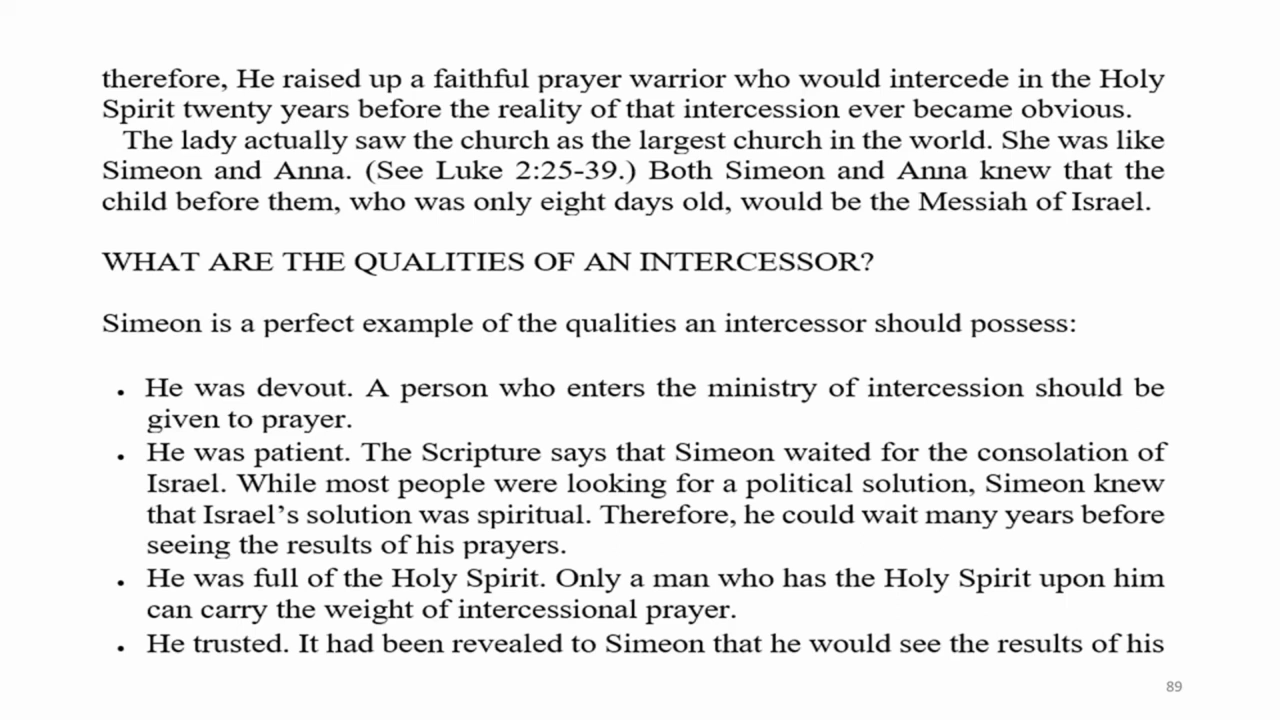 therefore, He raised up a faithful prayer warrior who would intercede in the Holy
Spirit twenty years before the reality of that intercession ever became obvious.
The lady actually saw the church as the largest church in the world. She was like
Simeon and Anna. (See Luke 2:25-39.) Both Simeon and Anna knew that the
child before them, who was only eight days old, would be the Messiah of Israel.
WHAT ARE THE QUALITIES OF AN INTERCESSOR?
Simeon is a perfect example of the qualities an intercessor should possess:
• He was devout. A person who enters the ministry of intercession should be
given to prayer.
• He was patient. The Scripture says that Simeon waited for the consolation of
Israel. While most people were looking for a political solution, Simeon knew
that Israel’s solution was spiritual. Therefore, he could wait many years before
seeing the results of his prayers.
• He was full of the Holy Spirit. Only a man who has the Holy Spirit upon him
can carry the weight of intercessional prayer.
• He trusted. It had been revealed to Simeon that he would see the results of his
89